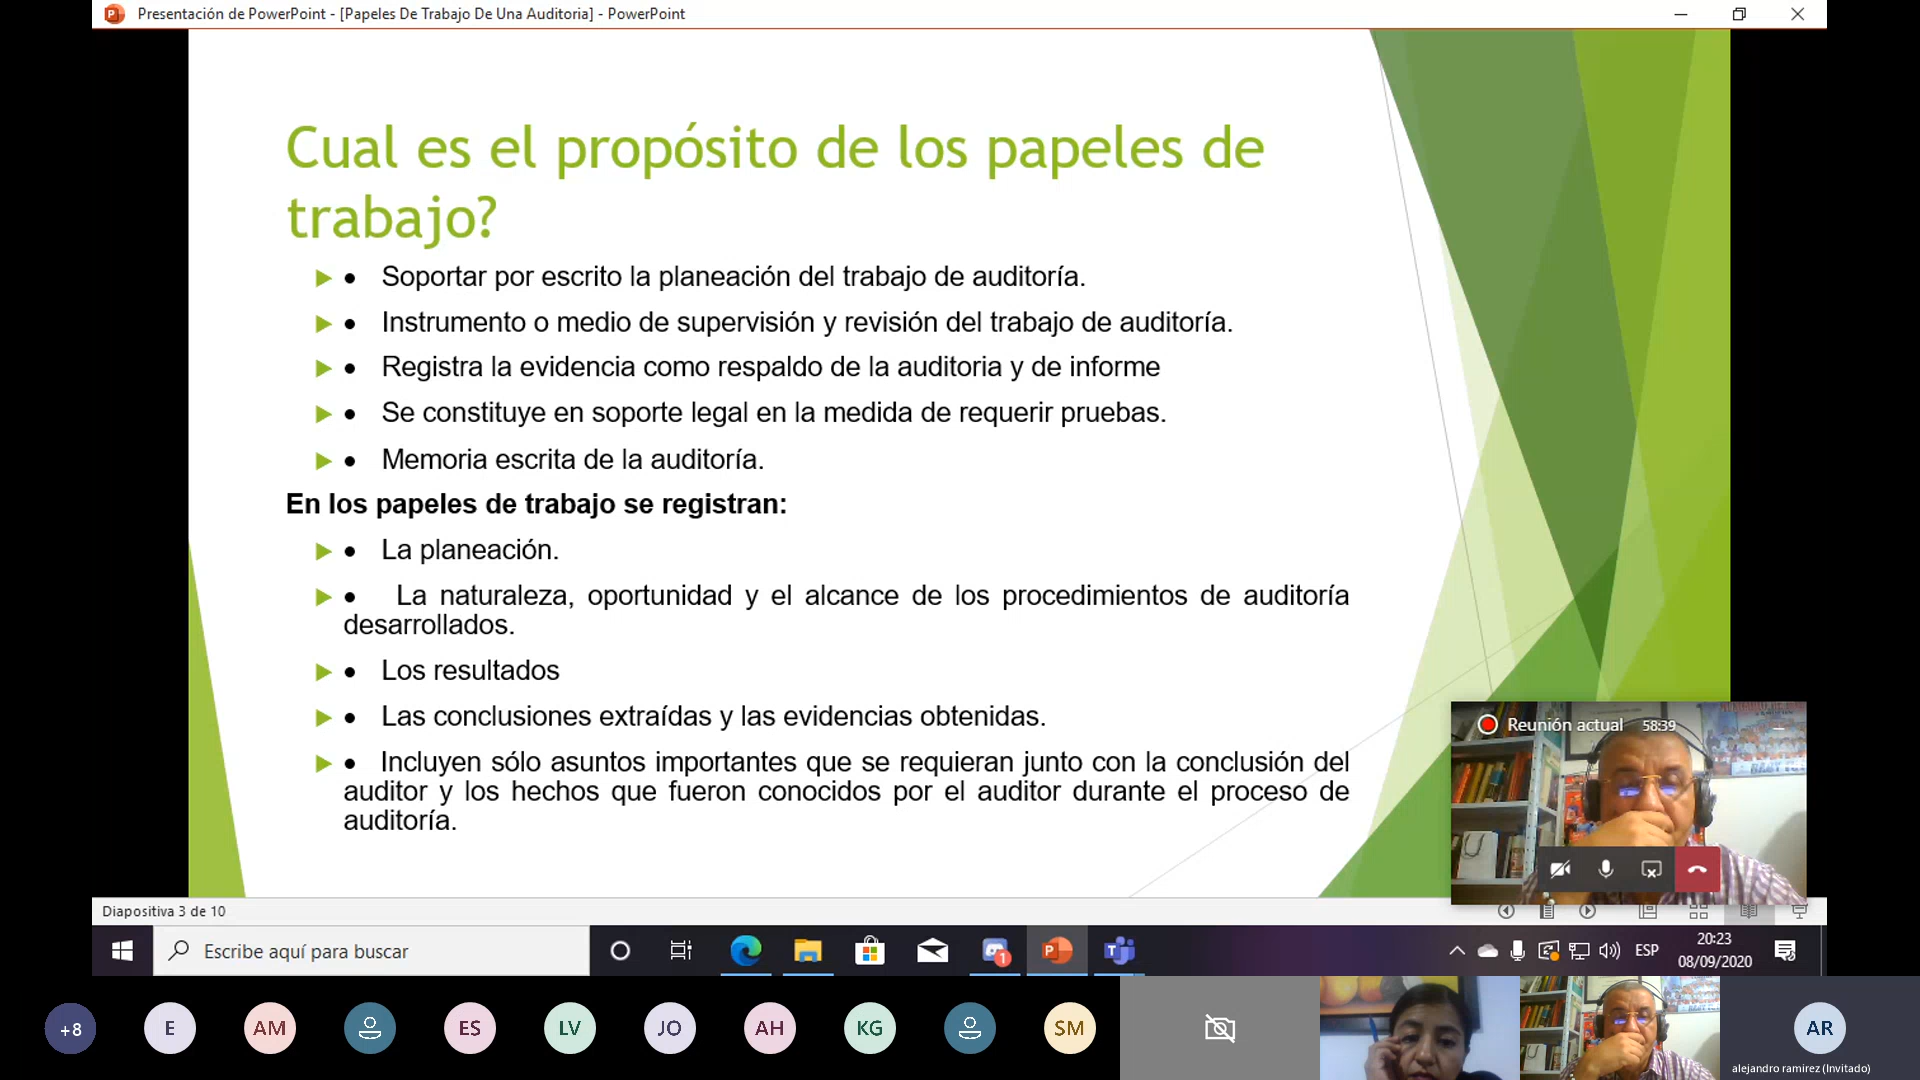 Presentación de PowerPoint - [Papeles De Trabajo De Una Auditoria] - PowerPoint
Cual es el propósito de los papeles de
trabajo?
• Soportar por escrito la planeación del trabajo de auditoría.
• Instrumento o medio de supervisión y revisión del trabajo de auditoría.
• Registra la evidencia como respaldo de la auditoria y de informe
• Se constituye en soporte legal en la medida de requerir pruebas.
• Memoria escrita de la auditoría.
En los papeles de trabajo se registran:
• La planeación.
• La naturaleza, oportunidad y el alcance de los procedimientos de auditoría
desarrollados.
• Los resultados
• Las conclusiones extraídas y las evidencias obtenidas.
• Incluyen sólo asuntos importantes que se requieran junto con la conclusión del
auditor y los hechos que fueron conocidos por el auditor durante el proceso de
auditoría.
Reunión actual 58:39
Diapositiva 3 de 10
Escribe aquí para buscar
1
ESP
20:23
08/09/2020
+8
E
AM
ES
LV
JO
AH
KG
SM
AR
alejandro ramirez (Invitado)